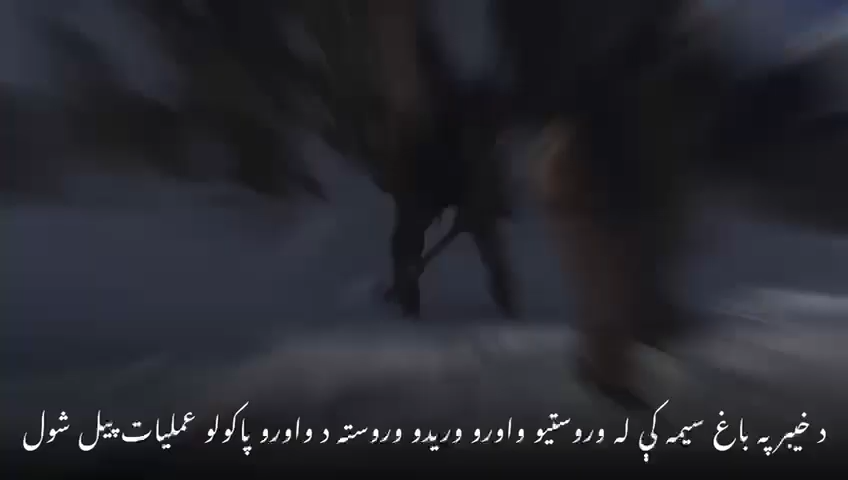 د خیبر په باغ سیمه کې له وروستیو واورو وریدو وروسته د واورو پاکولو عملیات پیل شول